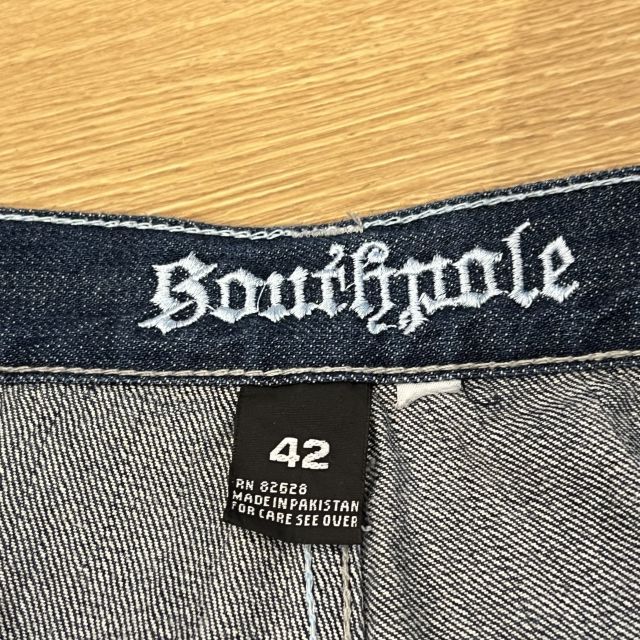 Southpole
42
RN 82628
MADE IN PAKISTAN
FOR CARE SEE OVER